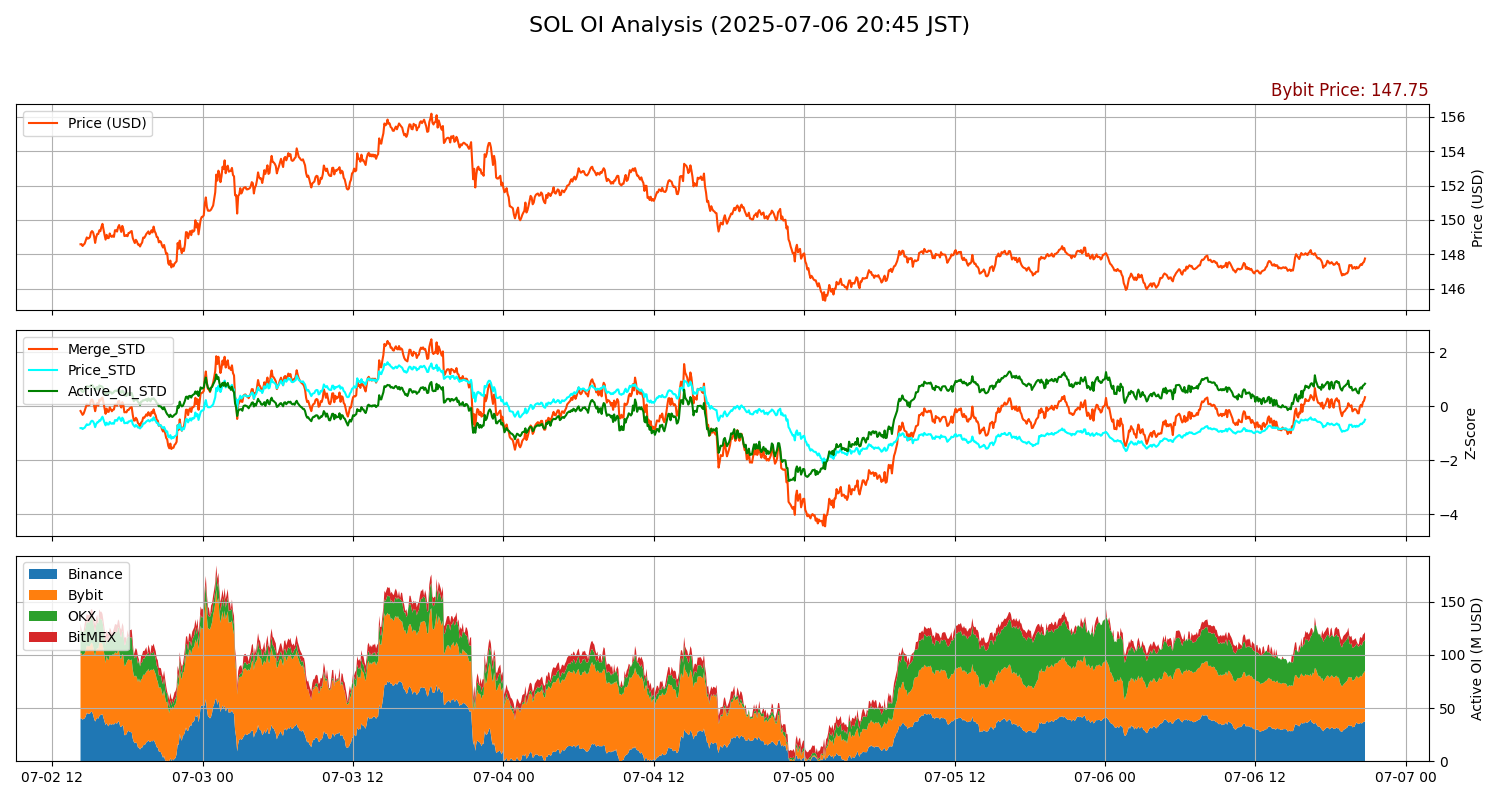 SOL OI Analysis (2025-07-06 20:45 JST)
Bybit Price: 147.75
Price (USD)
156
154
152
150
148
146
Price (USD)
Merge_STD
Price_STD
Active_OI_STD
2
0
−2
−4
Z-Score
Binance
Bybit
OKX
BitMEX
150
100
50
0
Active OI (M USD)
07-02 12
07-03 00
07-03 12
07-04 00
07-04 12
07-05 00
07-05 12
07-06 00
07-06 12
07-07 00